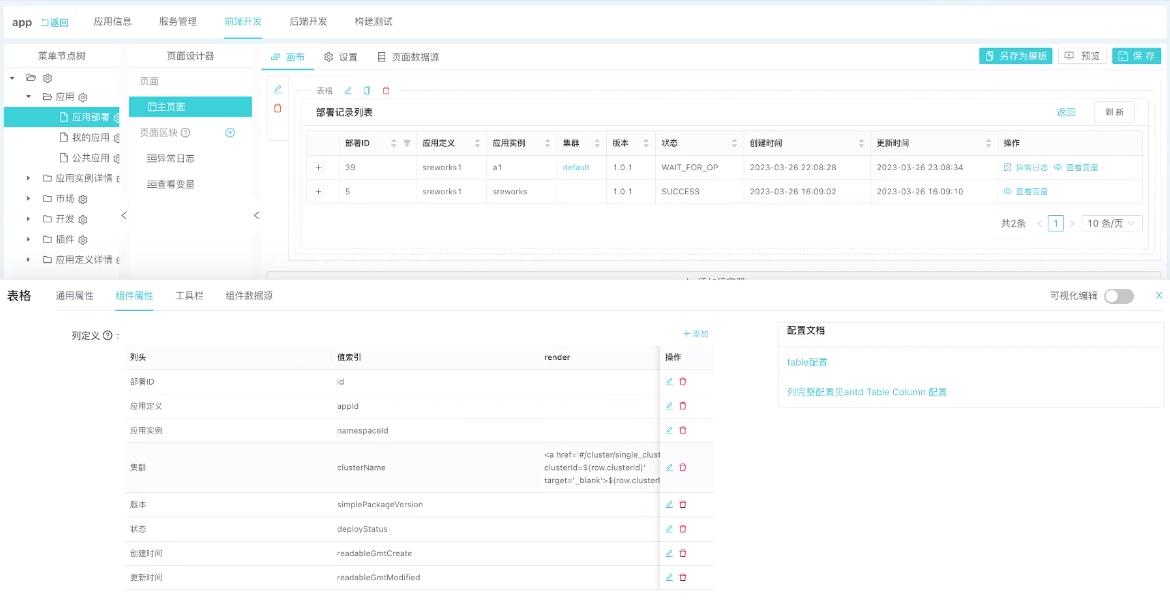 app 返回 应用信息 服务管理 前端开发 后端开发 构建测试
菜单节点树 页面设计器 画布 设置 页面数据源 另存为模板 预览 保 存
页面
应用
应用部署
我的应用
公共应用
应用实例详情
市场
开发
插件
应用定义详情
主页面
页面区块
异常日志
查看变量
表格
部署记录列表 返回 刷 新
部署ID 应用定义 应用实例 集群 版本 状态 创建时间 更新时间 操作
39 sreworks1 a1 default 1.0.1 WAIT_FOR_OP 2023-03-26 22:08:28 2023-03-26 23:08:34 异常日志 查看变量
5 sreworks1 sreworks 1.0.1 SUCCESS 2023-03-26 16:09:02 2023-03-26 16:09:10 查看变量
共2条 < 1 > 10 条/页
表格 通用属性 组件属性 工具栏 组件数据源 可视化编辑 X
列定义 : +添加
列头 值索引 render 操作
部署ID id
应用定义 appId
应用实例 namespaceId
集群 clusterName
<a href='#/cluster/single_clust
clusterId=$(row.clusterId)'
target='_blank'>$(row.cluster
版本 simplePackageVersion
状态 deployStatus
创建时间 readableGmtCreate
更新时间 readableGmtModified
配置文档
table配置
列完整配置见antd Table Column 配置